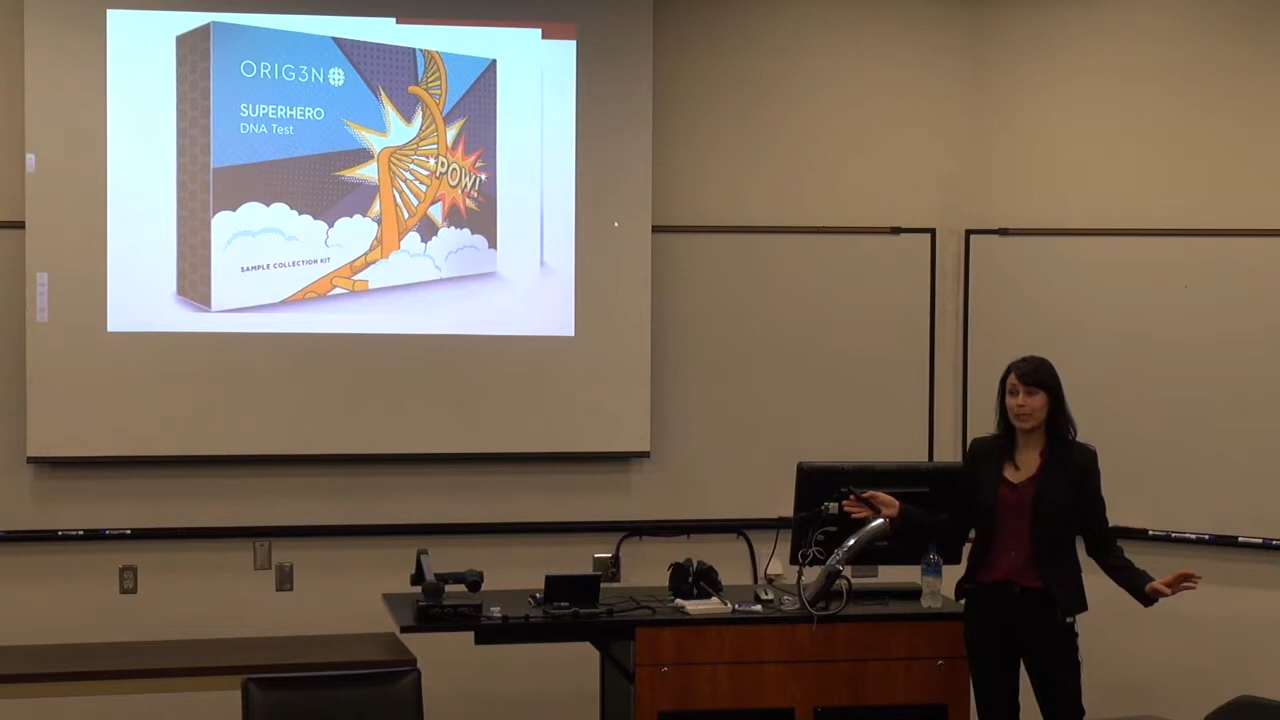 ORIG3N
SUPERHERO
DNA Test
POW!
SAMPLE COLLECTION KIT